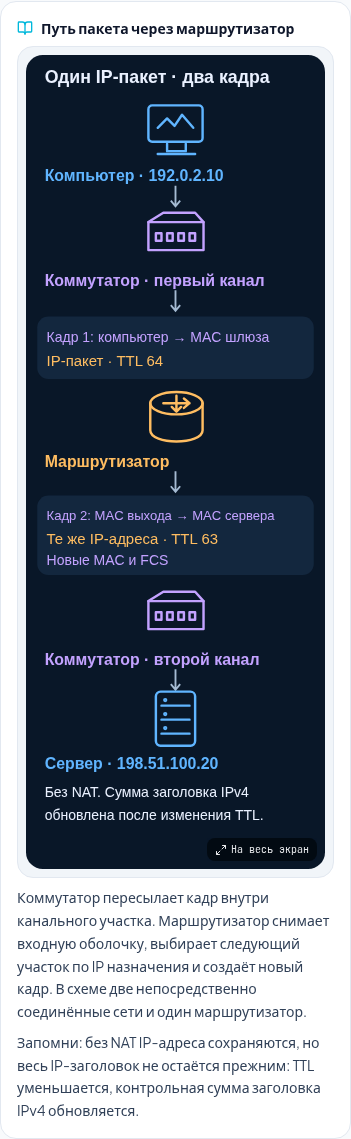 Путь пакета через маршрутизатор
Один IP-пакет · два кадра
Компьютер · 192.0.2.10
Коммутатор · первый канал
Кадр 1: компьютер → MAC шлюза
IP-пакет · TTL 64
Маршрутизатор
Кадр 2: MAC выхода → MAC сервера
Те же IP-адреса · TTL 63
Новые MAC и FCS
Коммутатор · второй канал
Сервер · 198.51.100.20
Без NAT. Сумма заголовка IPv4
обновлена после изменения TTL.
На весь экран
Коммутатор пересылает кадр внутри
канального участка. Маршрутизатор снимает
входную оболочку, выбирает следующий
участок по IP назначения и создаёт новый
кадр. В схеме две непосредственно
соединённые сети и один маршрутизатор.
Запомни: без NAT IP-адреса сохраняются, но
весь IP-заголовок не остаётся прежним: TTL
уменьшается, контрольная сумма заголовка
IPv4 обновляется.